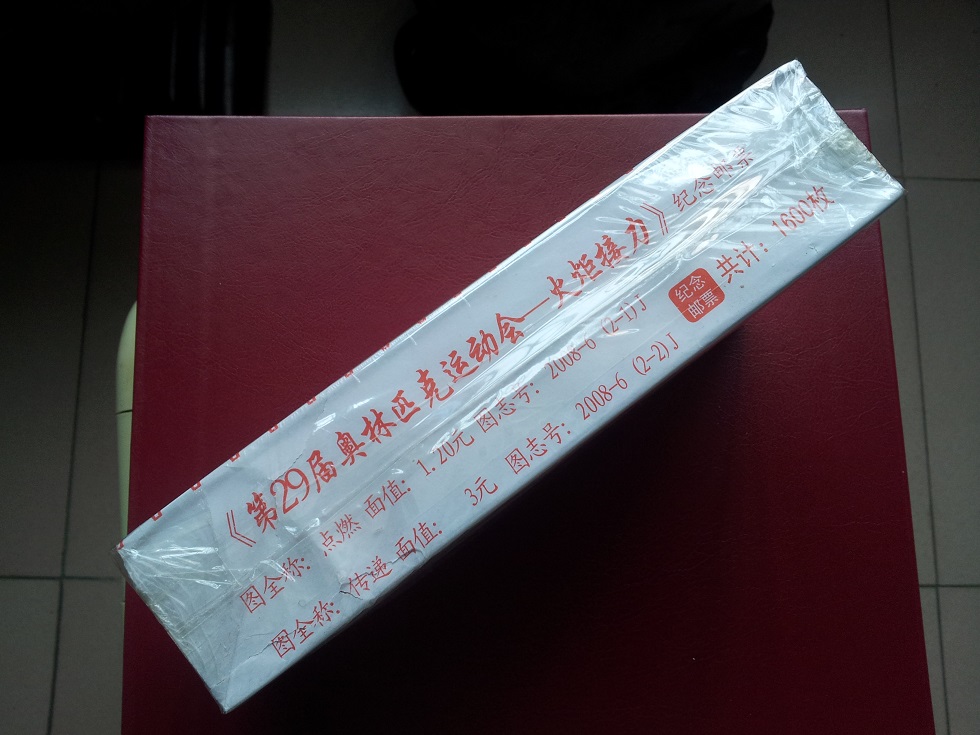 《第29届奥林匹克运动会—火炬接力》纪念邮票
图全称: 点燃 面值: 1.20元 图志号: 2008-6 (2-1)J
图全称: 传递 面值: 3元 图志号: 2008-6 (2-2)J
纪念
邮票
共计: 1600枚